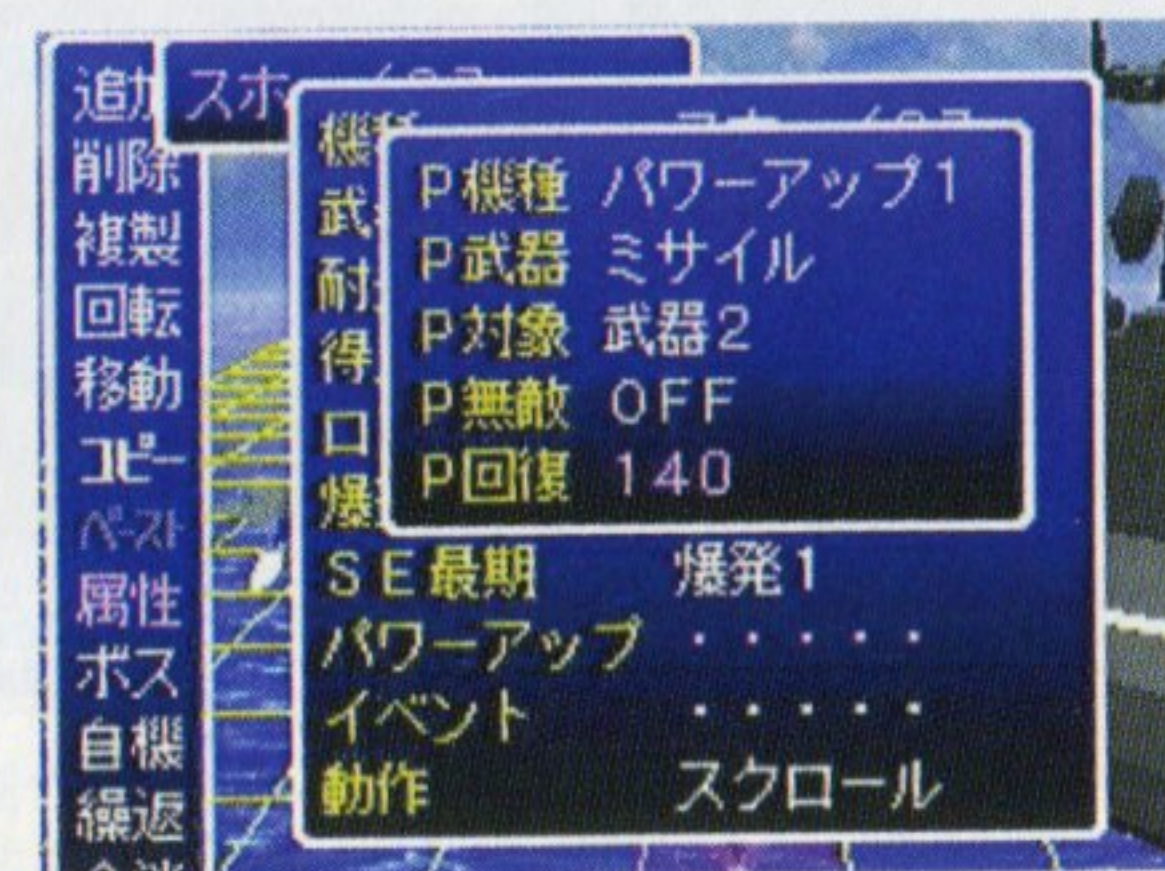 追加
削除
複製
回転
移動
コピー
ペースト
属性
ボス
自機
繰返
P機種 パワーアップ1
P武器 ミサイル
P対象 武器2
P無敵 OFF
P回復 140
SE最期 爆発1
パワーアップ ・・・・・
イベント ・・・・・
動作 スクロール